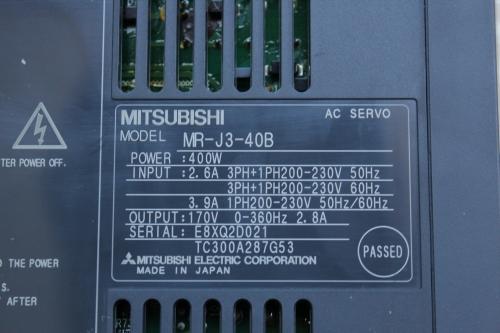 MITSUBISHI AC SERVO
MODEL MR-J3-40B
POWER :400W
INPUT :2.6A 3PH+1PH200-230V 50Hz
3PH+1PH200-230V 60Hz
3.9A 1PH200-230V 50Hz/60Hz
OUTPUT:170V 0-360Hz 2.8A
SERIAL: E8XQ2D021
TC300A287G53
PASSED
MITSUBISHI ELECTRIC CORPORATION
MADE IN JAPAN
TER POWER OFF.
D THE POWER
S.
AFTER